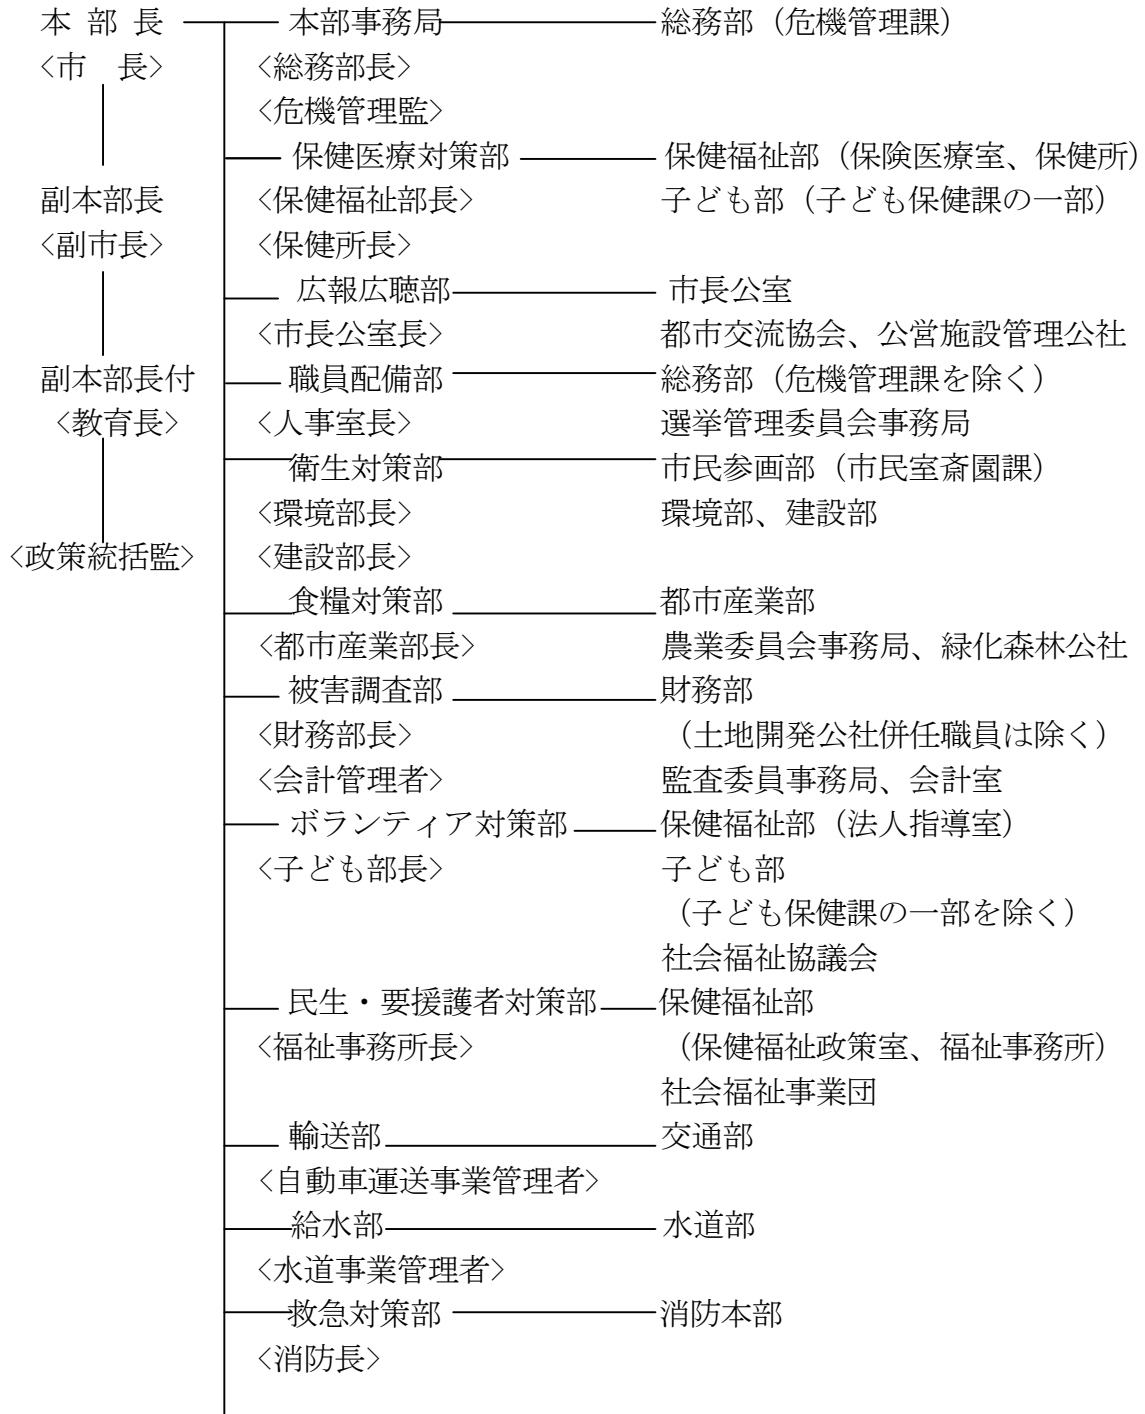 本 部 長 本部事務局 総務部（危機管理課）
〈市　長〉 〈総務部長〉
〈危機管理監〉
保健医療対策部 保健福祉部（保険医療室、保健所）
副本部長 〈保健福祉部長〉 子ども部（子ども保健課の一部）
〈副市長〉 〈保健所長〉
広報広聴部 市長公室
〈市長公室長〉 都市交流協会、公営施設管理公社
副本部長付 職員配備部 総務部（危機管理課を除く）
〈教育長〉 〈人事室長〉 選挙管理委員会事務局
衛生対策部 市民参画部（市民室斎園課）
〈環境部長〉 環境部、建設部
〈政策統括監〉 〈建設部長〉
食糧対策部 都市産業部
〈都市産業部長〉 農業委員会事務局、緑化森林公社
被害調査部 財務部
〈財務部長〉 （土地開発公社併任職員は除く）
〈会計管理者〉 監査委員事務局、会計室
ボランティア対策部 保健福祉部（法人指導室）
〈子ども部長〉 子ども部
（子ども保健課の一部を除く）
社会福祉協議会
民生・要援護者対策部 保健福祉部
〈福祉事務所長〉 （保健福祉政策室、福祉事務所）
社会福祉事業団
輸送部 交通部
〈自動車運送事業管理者〉
給水部 水道部
〈水道事業管理者〉
救急対策部 消防本部
〈消防長〉